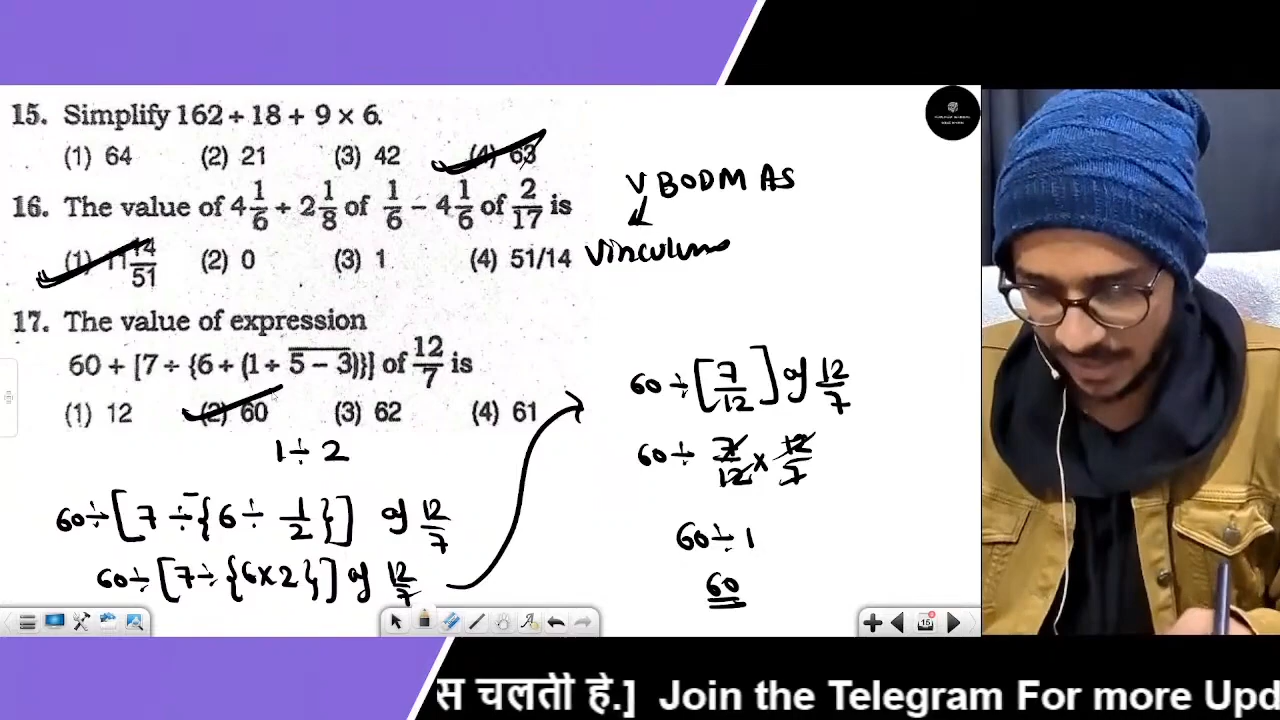 15. Simplify 162 ÷ 18 + 9 × 6.
(1) 64 (2) 21 (3) 42 (4) 63
16. The value of 4 1/6 ÷ 2 1/8 of 1/6 − 4 1/6 of 2/17 is
(1) 11 14/51 (2) 0 (3) 1 (4) 51/14
17. The value of expression
60 ÷ [7 ÷ {6 ÷ (1 ÷ 5 − 3)}] of 12/7 is
(1) 12 (2) 60 (3) 62 (4) 61
1 ÷ 2
60 ÷ [7 ÷ {6 ÷ 1/2}] of 12/7
60 ÷ [7 ÷ {6 × 2}] of 12/7
V BODMAS
Vinculum
60 ÷ [7/12] of 12/7
60 ÷ 7/12 × 12/7
60 ÷ 1
60
15
स चलती हे.] Join the Telegram For more Upd